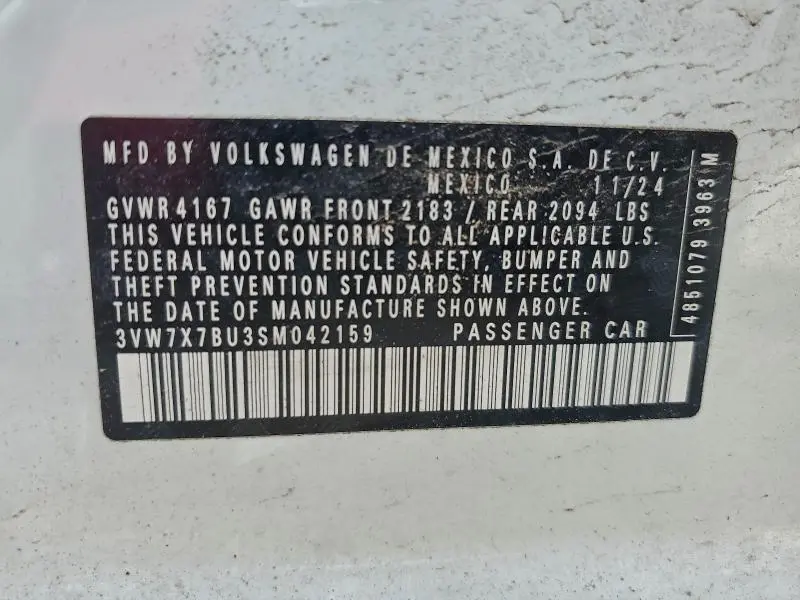 MFD. BY VOLKSWAGEN DE MEXICO S.A. DE C.V.
MEXICO 11/24
GVWR 4167 GAWR FRONT 2183 / REAR 2094 LBS
THIS VEHICLE CONFORMS TO ALL APPLICABLE U.S.
FEDERAL MOTOR VEHICLE SAFETY, BUMPER AND
THEFT PREVENTION STANDARDS IN EFFECT ON
THE DATE OF MANUFACTURE SHOWN ABOVE.
3VW7X7BU3SM042159 PASSENGER CAR
4851079 3963 M